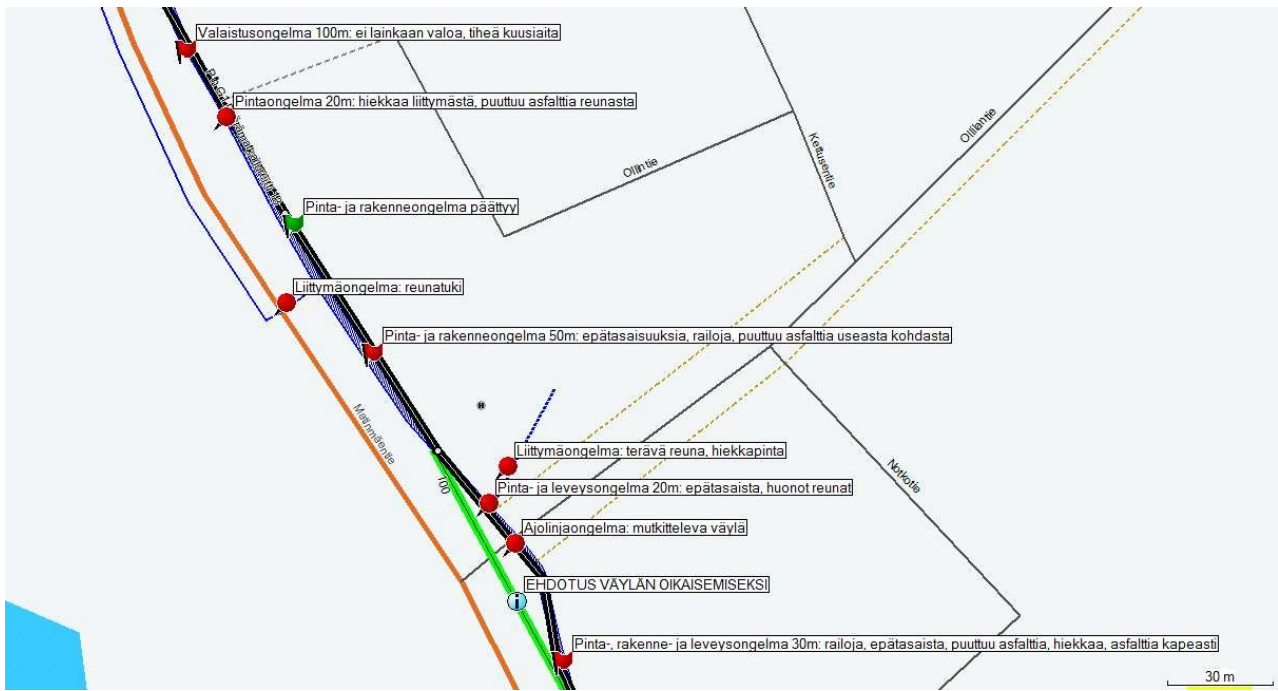 Valaistusongelma 100m: ei lainkaan valoa, tiheä kuusiaita
Pintaongelma 20m: hiekkaa liittymästä, puuttuu asfalttia reunasta
Ollilantie
Kettusentie
Ollintie
Pinta- ja rakenneongelma päättyy
Liittymäongelma: reunatuki
Pinta- ja rakenneongelma 50m: epätasaisuuksia, railoja, puuttuu asfalttia useasta kohdasta
Matinmäentie
Liittymäongelma: terävä reuna, hiekkapinta
100
Pinta- ja leveysongelma 20m: epätasaista, huonot reunat
Notkotie
Ajolinjaongelma: mutkitteleva väylä
EHDOTUS VÄYLÄN OIKAISEMISEKSI
Pinta-, rakenne- ja leveysongelma 30m: railoja, epätasaista, puuttuu asfalttia, hiekkaa, asfalttia kapeasti
30 m